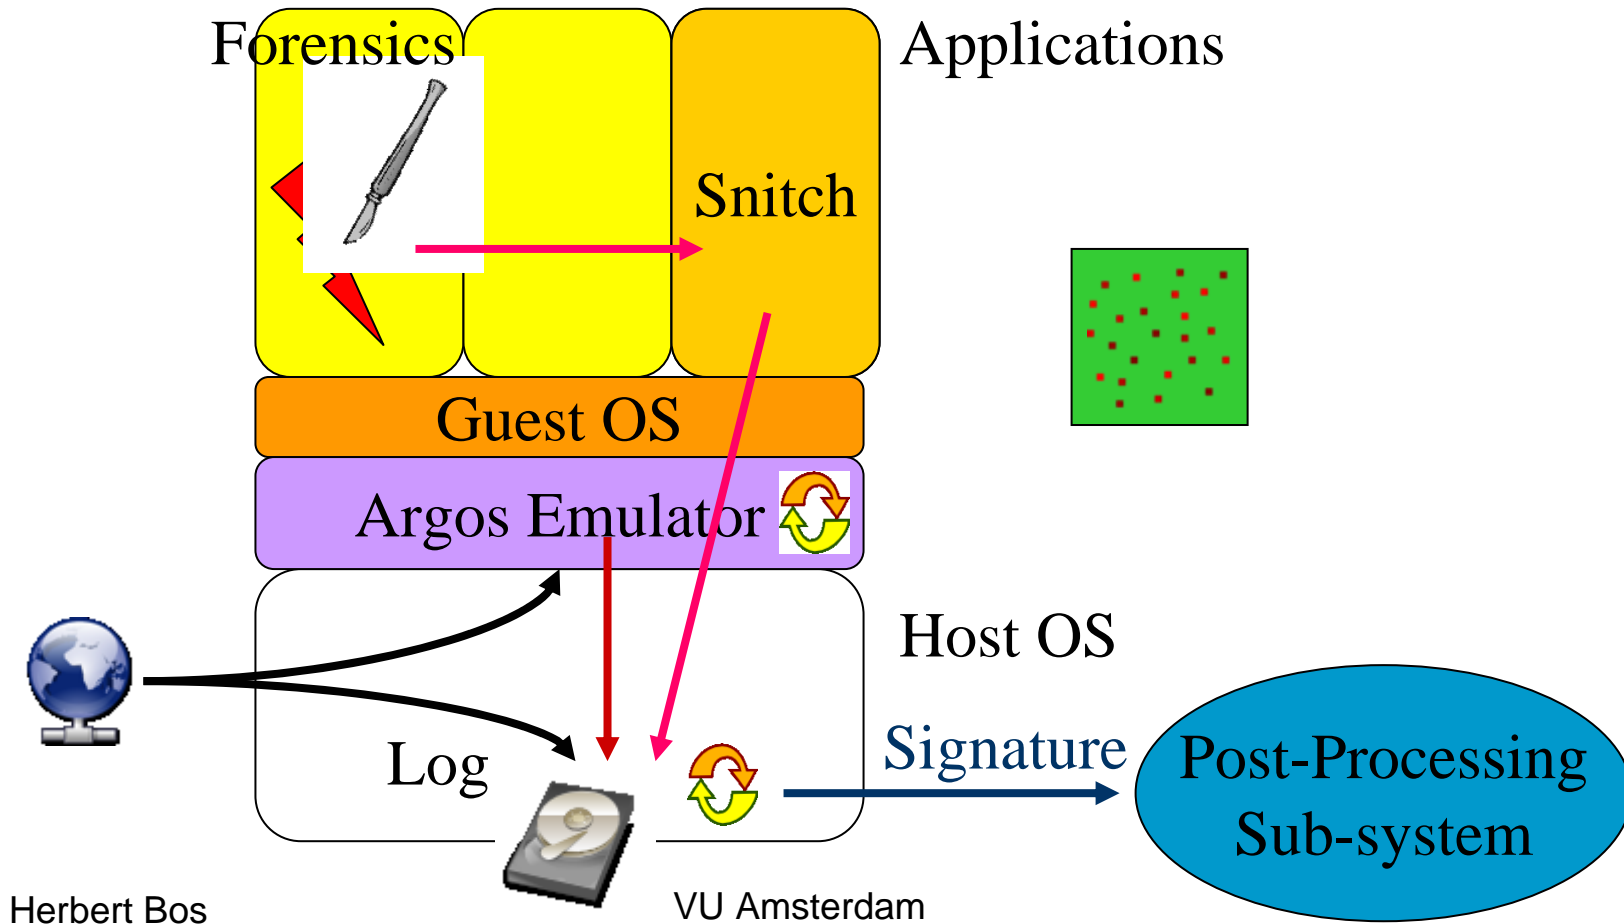 Forensics
Applications
Snitch
Guest OS
Argos Emulator
Host OS
Log
Signature
Post-Processing
Sub-system
Herbert Bos
VU Amsterdam